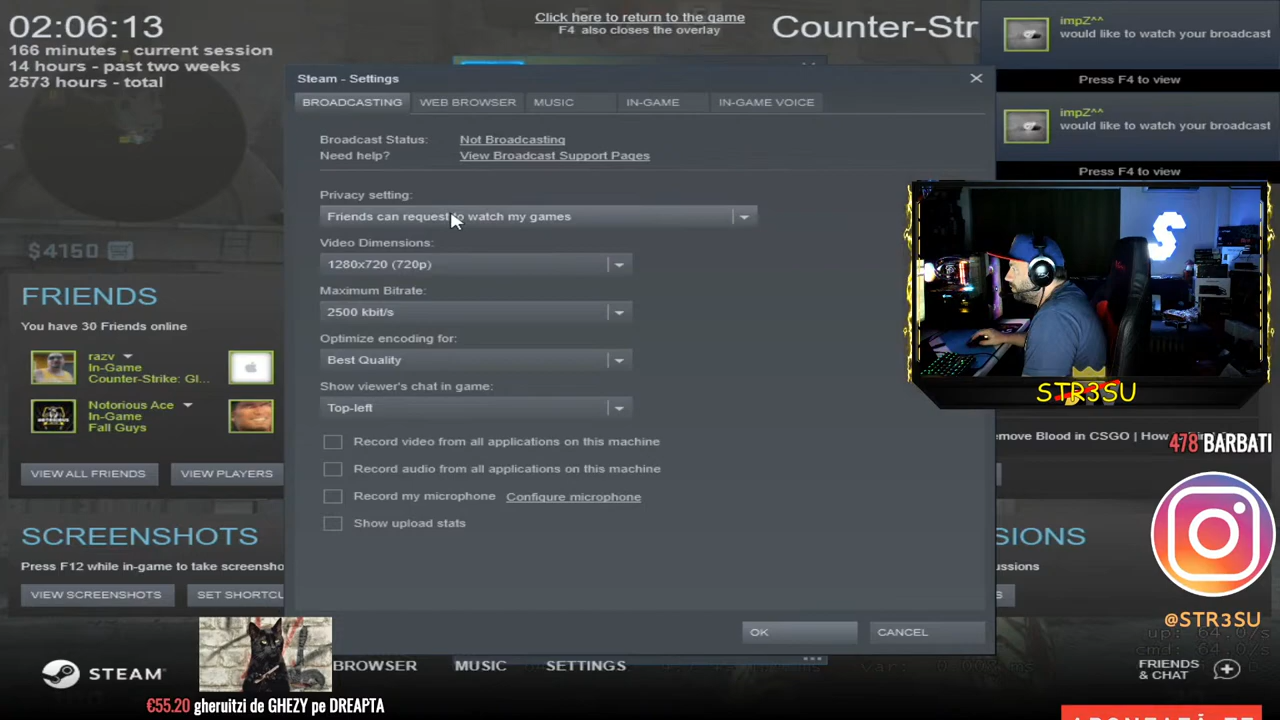 02:06:13
166 minutes - current session
14 hours - past two weeks
2573 hours - total
Click here to return to the game
F4 also closes the overlay
Counter-Str
impZ^^
would like to watch your broadcast
Press F4 to view
impZ^^
would like to watch your broadcast
Press F4 to view
Steam - Settings
BROADCASTING
WEB BROWSER
MUSIC
IN-GAME
IN-GAME VOICE
Broadcast Status: Not Broadcasting
Need help? View Broadcast Support Pages
Privacy setting:
Friends can request to watch my games
Video Dimensions:
1280x720 (720p)
Maximum Bitrate:
2500 kbit/s
Optimize encoding for:
Best Quality
Show viewer's chat in game:
Top-left
Record video from all applications on this machine
Record audio from all applications on this machine
Record my microphone Configure microphone
Show upload stats
OK
CANCEL
$4150
FRIENDS
You have 30 Friends online
razv
In-Game
Counter-Strike: Gl...
Notorious Ace
In-Game
Fall Guys
VIEW ALL FRIENDS
VIEW PLAYERS
SCREENSHOTS
Press F12 while in-game to take screensho
VIEW SCREENSHOTS
SET SHORTCU
S
STR3SU
emove Blood in CSGO | How
478 BARBATI
SIONS
ussions
S
@STR3SU
up: 64.0/s
cmd: 64.0/s
STEAM
BROWSER
MUSIC
SETTINGS
FRIENDS
& CHAT
€55.20 gheruitzi de GHEZY pe DREAPTA